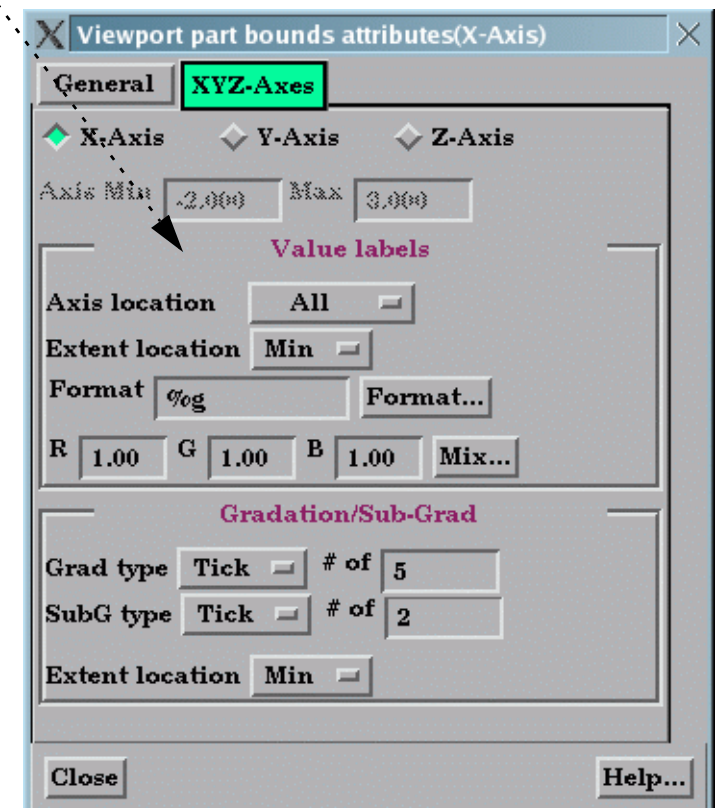 Viewport part bounds attributes(X-Axis)
General XYZ-Axes
X-Axis Y-Axis Z-Axis
Axis Min -2.000 Max 3.000
Value labels
Axis location All
Extent location Min
Format %g Format...
R 1.00 G 1.00 B 1.00 Mix...
Gradation/Sub-Grad
Grad type Tick # of 5
SubG type Tick # of 2
Extent location Min
Close Help...